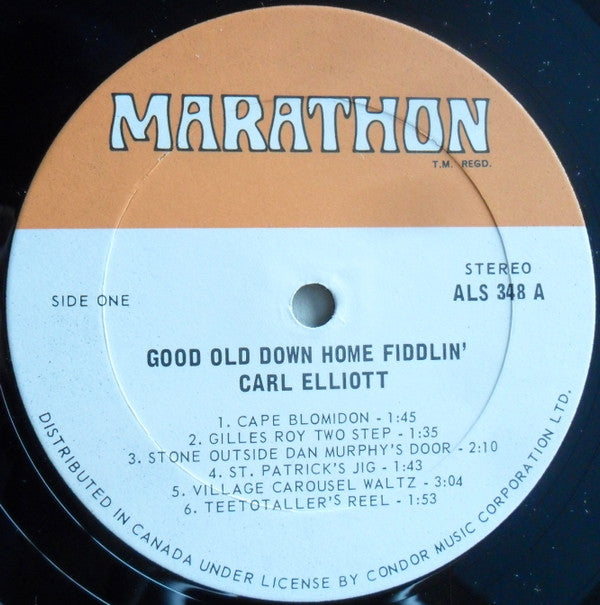 MARATHON
T.M. REGD.
STEREO
SIDE ONE
ALS 348 A
GOOD OLD DOWN HOME FIDDLIN'
CARL ELLIOTT
1. CAPE BLOMIDON - 1:45
2. GILLES ROY TWO STEP - 1:35
3. STONE OUTSIDE DAN MURPHY'S DOOR - 2:10
4. ST. PATRICK'S JIG - 1:43
5. VILLAGE CAROUSEL WALTZ - 3:04
6. TEETOTALLER'S REEL - 1:53
DISTRIBUTED IN CANADA UNDER LICENSE BY CONDOR MUSIC CORPORATION LTD.